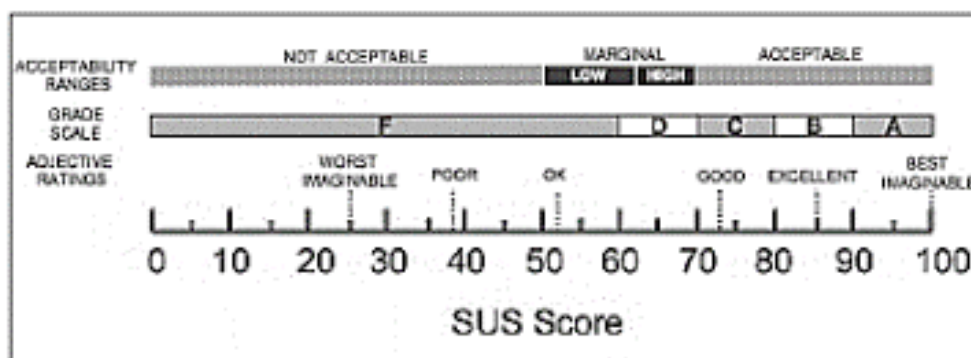 NOT ACCEPTABLE MARGINAL ACCEPTABLE
ACCEPTABILITY
RANGES
LOW HIGH
GRADE
SCALE
F D C B A
ADJECTIVE
RATINGS
WORST
IMAGINABLE
POOR
OK
GOOD
EXCELLENT
BEST
IMAGINABLE
0 10 20 30 40 50 60 70 80 90 100
SUS Score